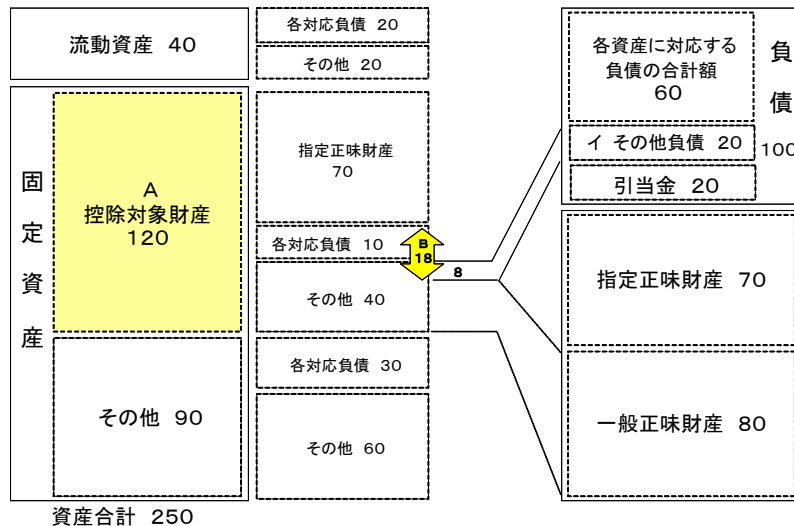 流動資産 40
固定資産
A
控除対象財産
120
その他 90
資産合計 250
各対応負債 20
その他 20
指定正味財産
70
各対応負債 10
B
18
8
その他 40
各対応負債 30
その他 60
各資産に対応する
負債の合計額
60
負債
100
イ その他負債 20
引当金 20
指定正味財産 70
一般正味財産 80